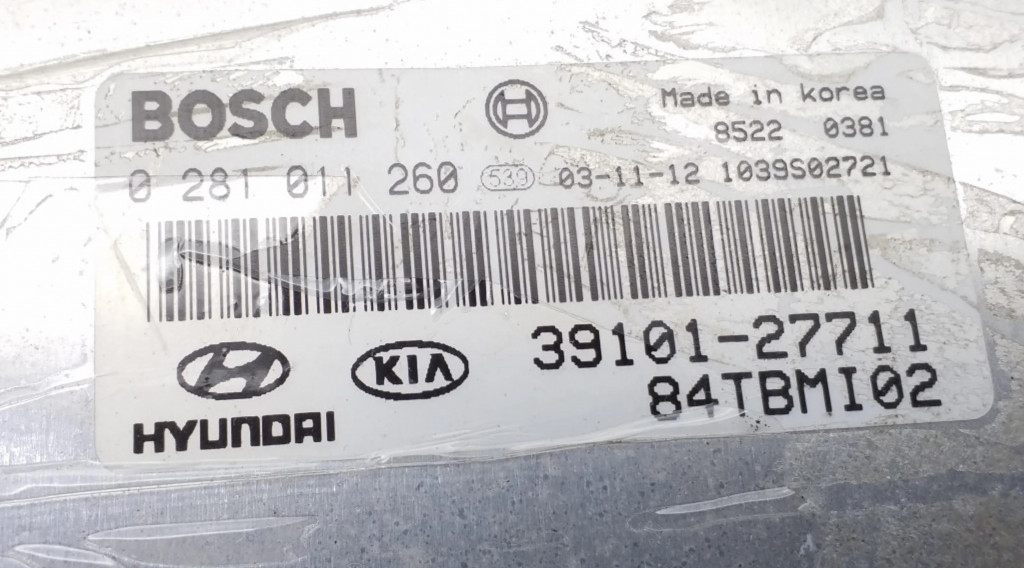 BOSCH
Made in korea
8522 0381
0 281 011 260 539 03-11-12 1039S02721
39101-27711
KIA
84TBMI02
HYUNDAI